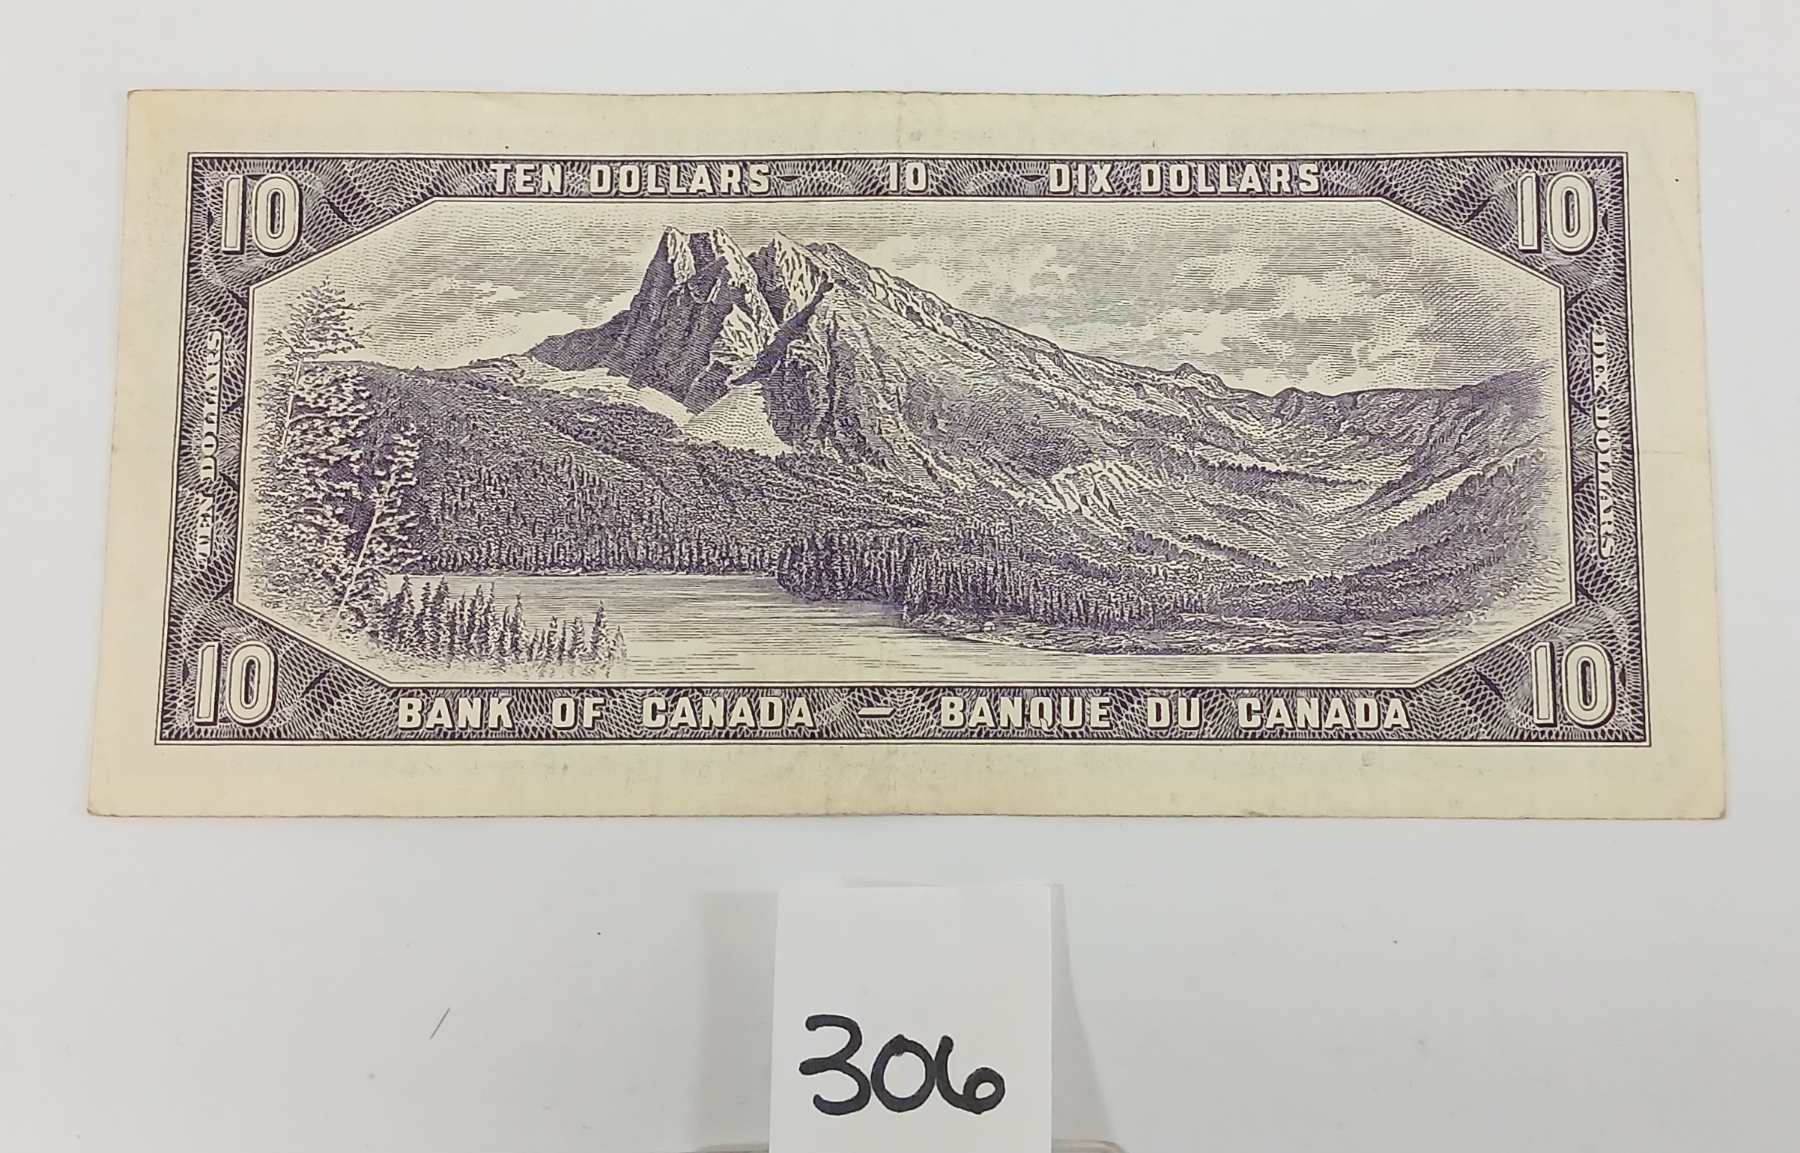 TEN DOLLARS 10 DIX DOLLARS
10 10
TEN DOLLARS
DIX DOLLARS
10 10
BANK OF CANADA — BANQUE DU CANADA
306